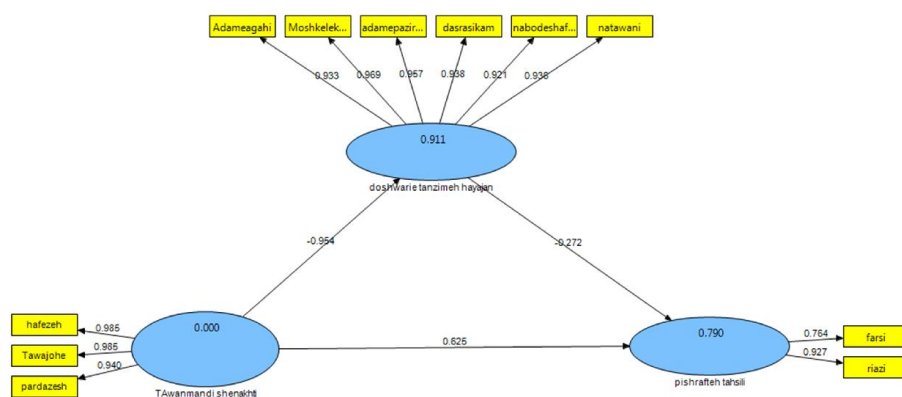 Adameagahi Moshkelek... adamepazir... dasrasikam nabodeshaf... natawani
0.933 0.969 0.957 0.938 0.921 0.936
0.911
doshwarie tanzimeh hayajan
-0.954 -0.272
hafezeh 0.985
Tawajohe 0.985
pardazesh 0.940
0.000
TAwanmandi shenakhti
0.625
0.790
pishrafteh tahsili
0.764 farsi
0.927 riazi